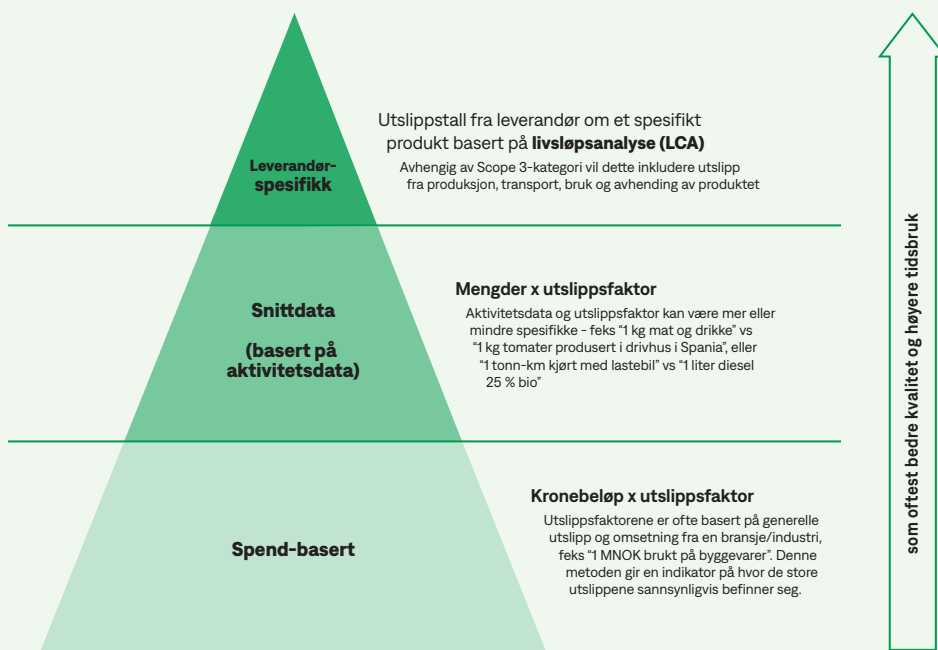 Utslippstall fra leverandør om et spesifikt
produkt basert på livsløpsanalyse (LCA)
Avhengig av Scope 3-kategori vil dette inkludere utslipp
fra produksjon, transport, bruk og avhending av produktet
Leverandør-
spesifikk
Mengder x utslippsfaktor
Aktivitetsdata og utslippsfaktor kan være mer eller
mindre spesifikke - feks “1 kg mat og drikke” vs
“1 kg tomater produsert i drivhus i Spania”, eller
“1 tonn-km kjørt med lastebil” vs “1 liter diesel
25 % bio”
Snittdata
(basert på
aktivitetsdata)
Kronebeløp x utslippsfaktor
Utslippsfaktorene er ofte basert på generelle
utslipp og omsetning fra en bransje/industri,
feks “1 MNOK brukt på byggevarer”. Denne
metoden gir en indikator på hvor de store
utslippene sannsynligvis befinner seg.
Spend-basert
som oftest bedre kvalitet og høyere tidsbruk